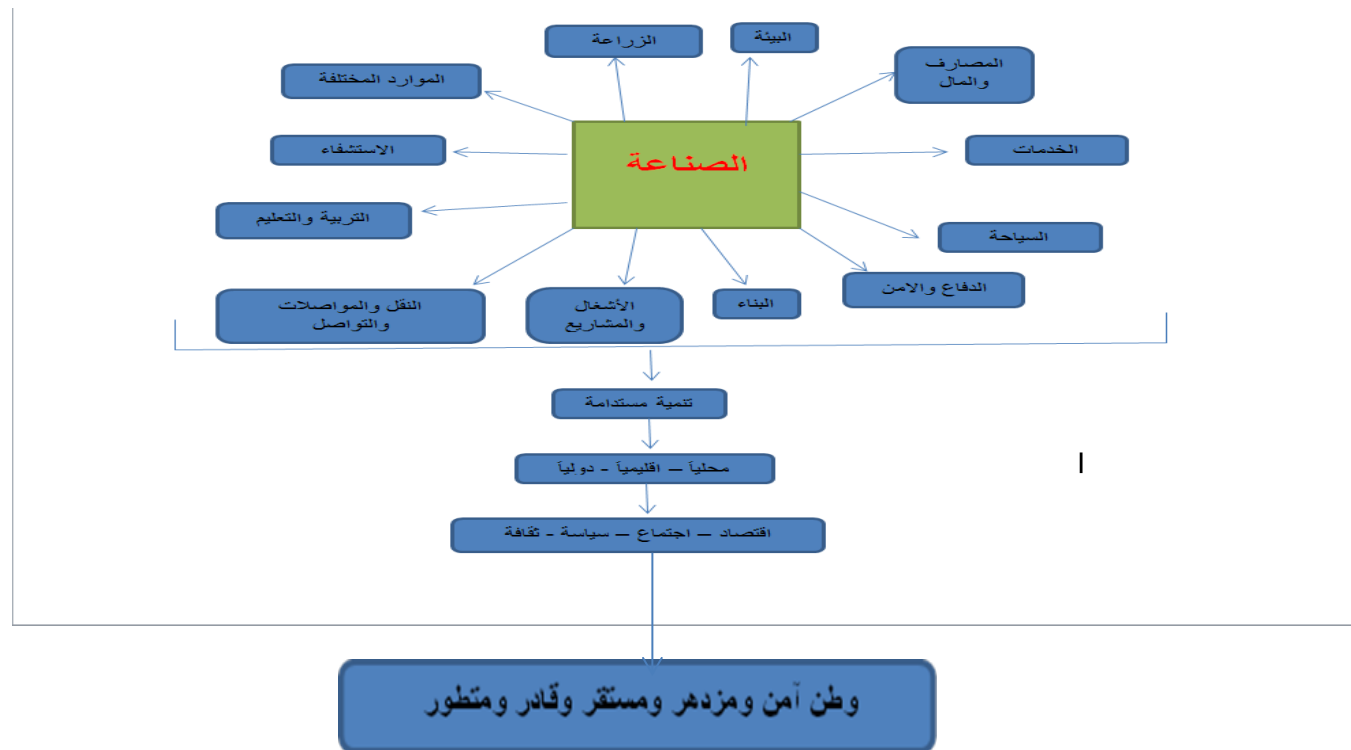 البيئة
الزراعة
المصارف
والمال
الموارد المختلفة
الصناعة
الخدمات
الاستشفاء
التربية والتعليم
السياحة
الدفاع والامن
البناء
الأشغال
والمشاريع
النقل والمواصلات
والتواصل
تنمية مستدامة
محلياً – اقليمياً - دولياً
اقتصاد – اجتماع – سياسة - ثقافة
وطن آمن ومزدهر ومستقر وقادر ومتطور